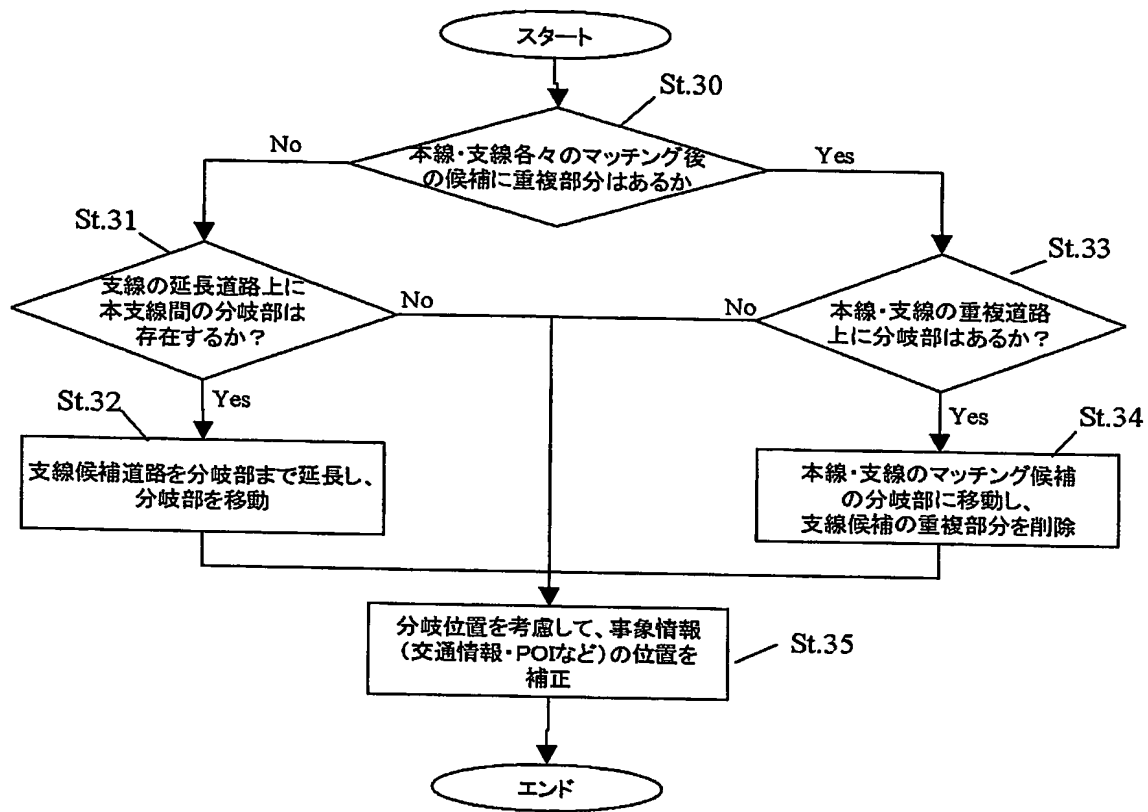 スタート
St.30
No
本線・支線各々のマッチング後
の候補に重複部分はあるか
Yes
St.31
支線の延長道路上に
本支線間の分岐部は
存在するか?
No
St.33
No
本線・支線の重複道路
上に分岐部はあるか?
St.32
Yes
支線候補道路を分岐部まで延長し、
分岐部を移動
Yes
St.34
本線・支線のマッチング候補
の分岐部に移動し、
支線候補の重複部分を削除
分岐位置を考慮して、事象情報
(交通情報・POIなど)の位置を
補正
St.35
エンド